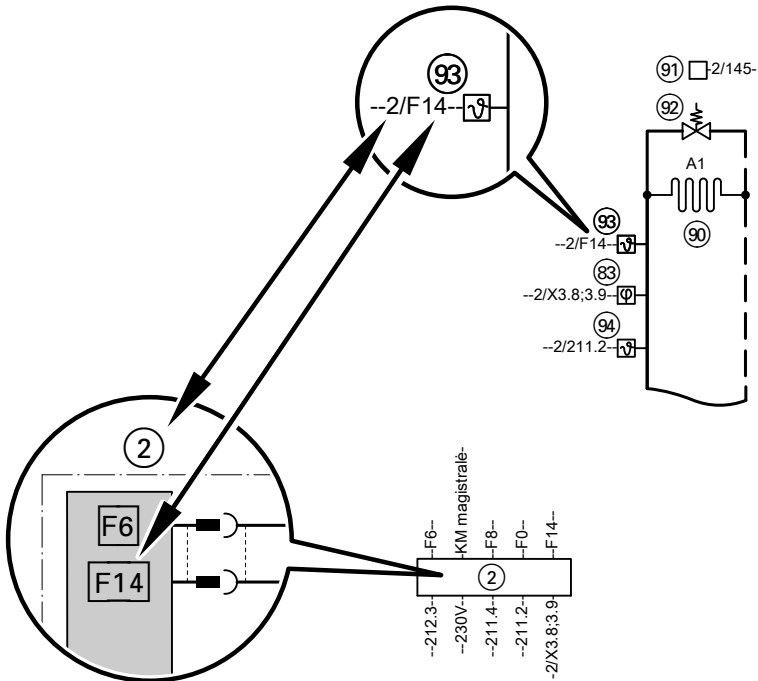 93
--2/F14-- ϑ
91 -2/145-
92
A1
90
93
--2/F14-- ϑ
83
--2/X3.8;3.9-- φ
94
--2/211.2-- ϑ
2
F6
F14
--F6--
-KM magistralė-
--F8--
--F0--
--F14--
2
--212.3--
--230V--
--211.4--
--211.2--
-2/X3.8;3.9--